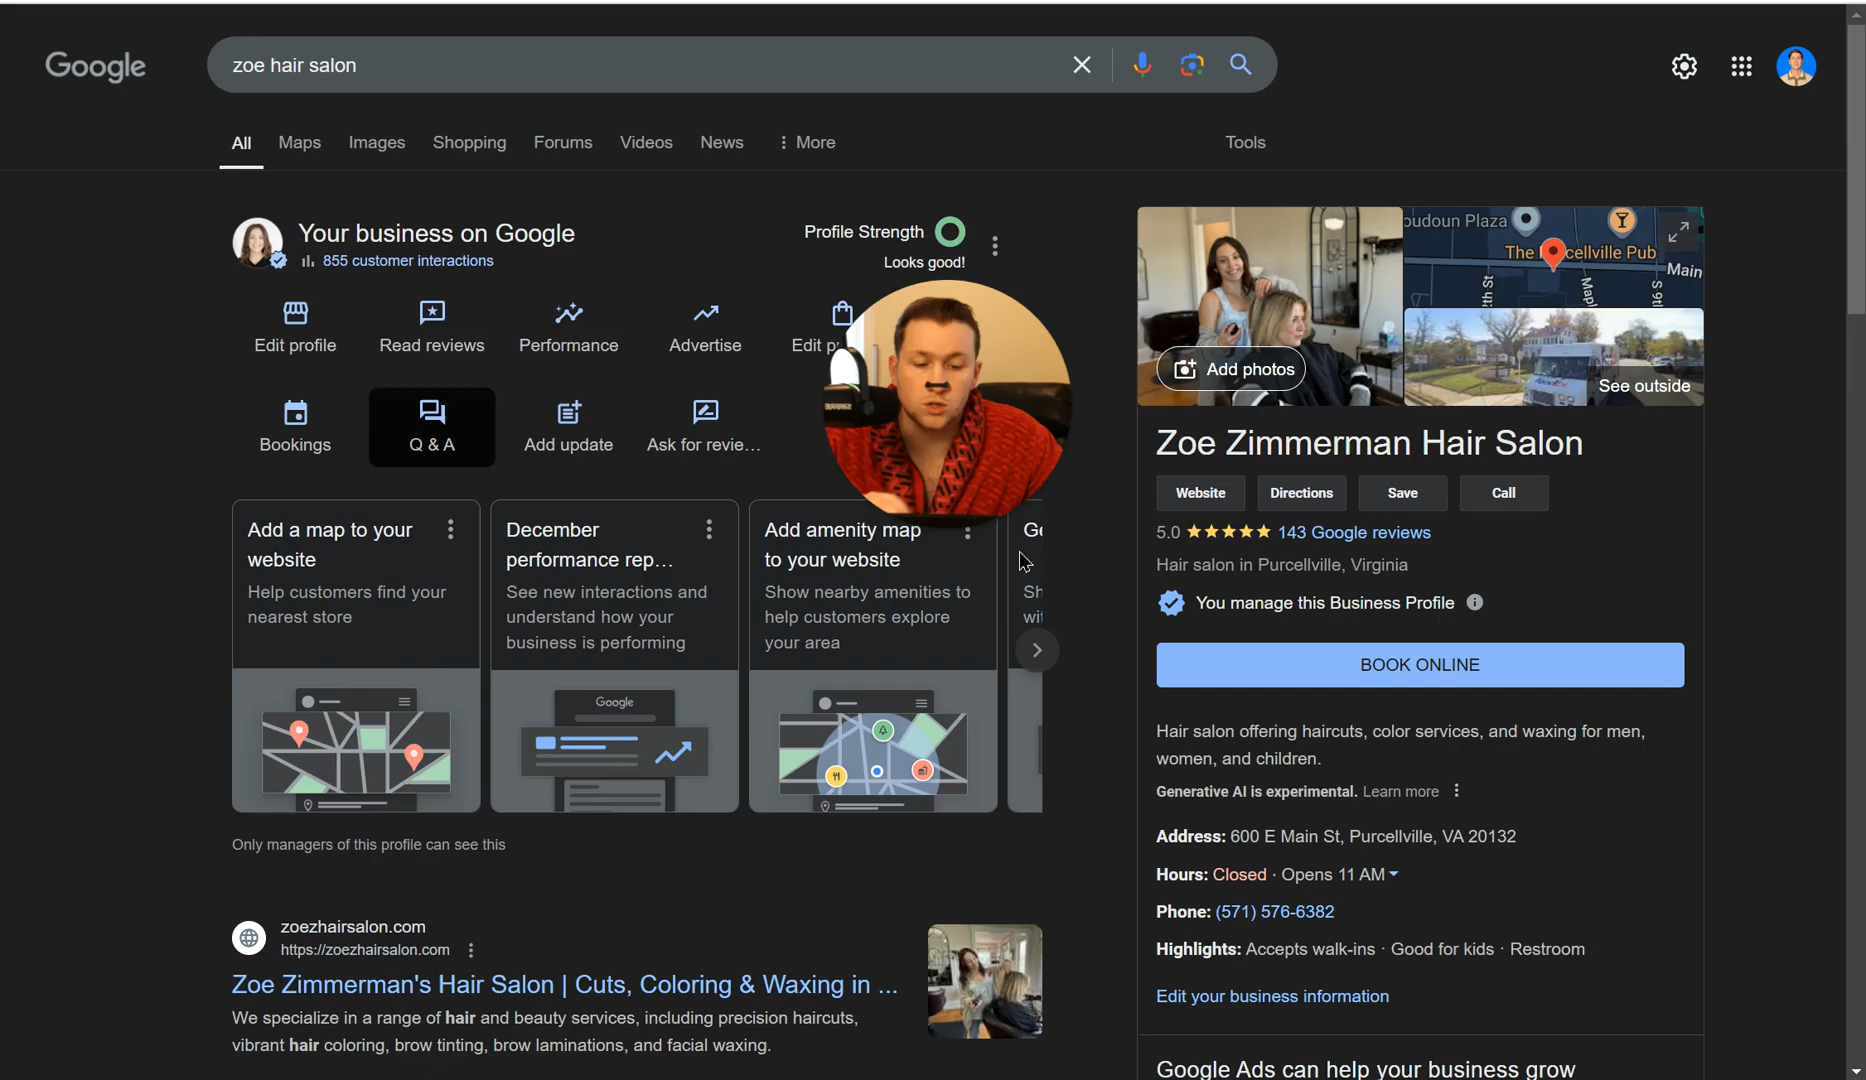 Google
zoe hair salon
All
Maps
Images
Shopping
Forums
Videos
News
More
Tools
Your business on Google
855 customer interactions
Profile Strength
Looks good!
Edit profile
Read reviews
Performance
Advertise
Edit
Bookings
Q & A
Add update
Ask for revie…
Add a map to your
website
Help customers find your
nearest store
December
performance rep…
See new interactions and
understand how your
business is performing
Google
Add amenity map
to your website
Show nearby amenities to
help customers explore
your area
Only managers of this profile can see this
zoezhairsalon.com
https://zoezhairsalon.com
Zoe Zimmerman's Hair Salon | Cuts, Coloring & Waxing in ...
We specialize in a range of hair and beauty services, including precision haircuts,
vibrant hair coloring, brow tinting, brow laminations, and facial waxing.
oudoun Plaza
The cellville Pub
Main
Add photos
See outside
Zoe Zimmerman Hair Salon
Website
Directions
Save
Call
5.0 143 Google reviews
Hair salon in Purcellville, Virginia
You manage this Business Profile
BOOK ONLINE
Hair salon offering haircuts, color services, and waxing for men,
women, and children.
Generative AI is experimental. Learn more
Address: 600 E Main St, Purcellville, VA 20132
Hours: Closed · Opens 11 AM
Phone: (571) 576-6382
Highlights: Accepts walk-ins · Good for kids · Restroom
Edit your business information
Google Ads can help your business grow